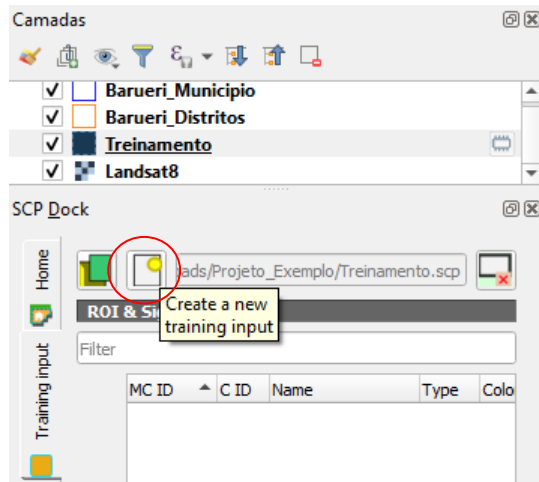 Camadas
Barueri_Municipio
Barueri_Distritos
Treinamento
Landsat8
SCP Dock
Home
ads/Projeto_Exemplo/Treinamento.scp
Create a new
training input
ROI & Si
Filter
Training input
MC ID C ID Name Type Colo